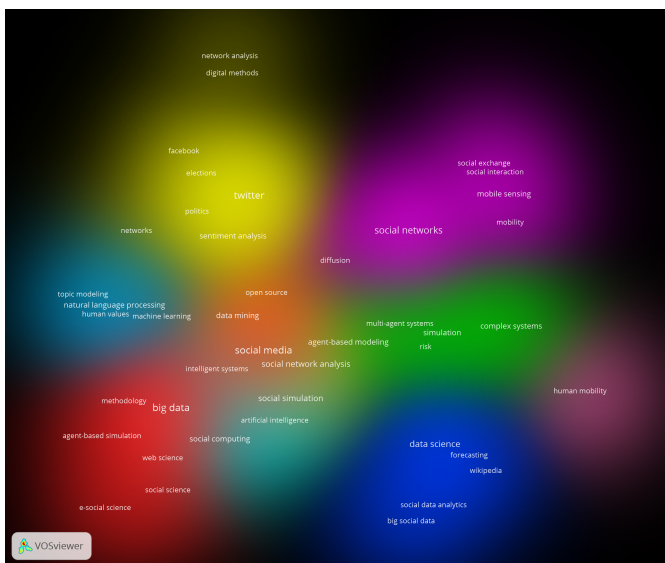 network analysis
digital methods
facebook
social exchange
social interaction
elections
twitter
mobile sensing
politics
mobility
networks
sentiment analysis
social networks
diffusion
topic modeling
open source
natural language processing
human values
machine learning
data mining
multi-agent systems
simulation
complex systems
agent-based modeling
risk
social media
social network analysis
intelligent systems
human mobility
methodology
big data
social simulation
artificial intelligence
agent-based simulation
social computing
data science
web science
forecasting
wikipedia
social science
e-social science
social data analytics
big social data
VOSviewer